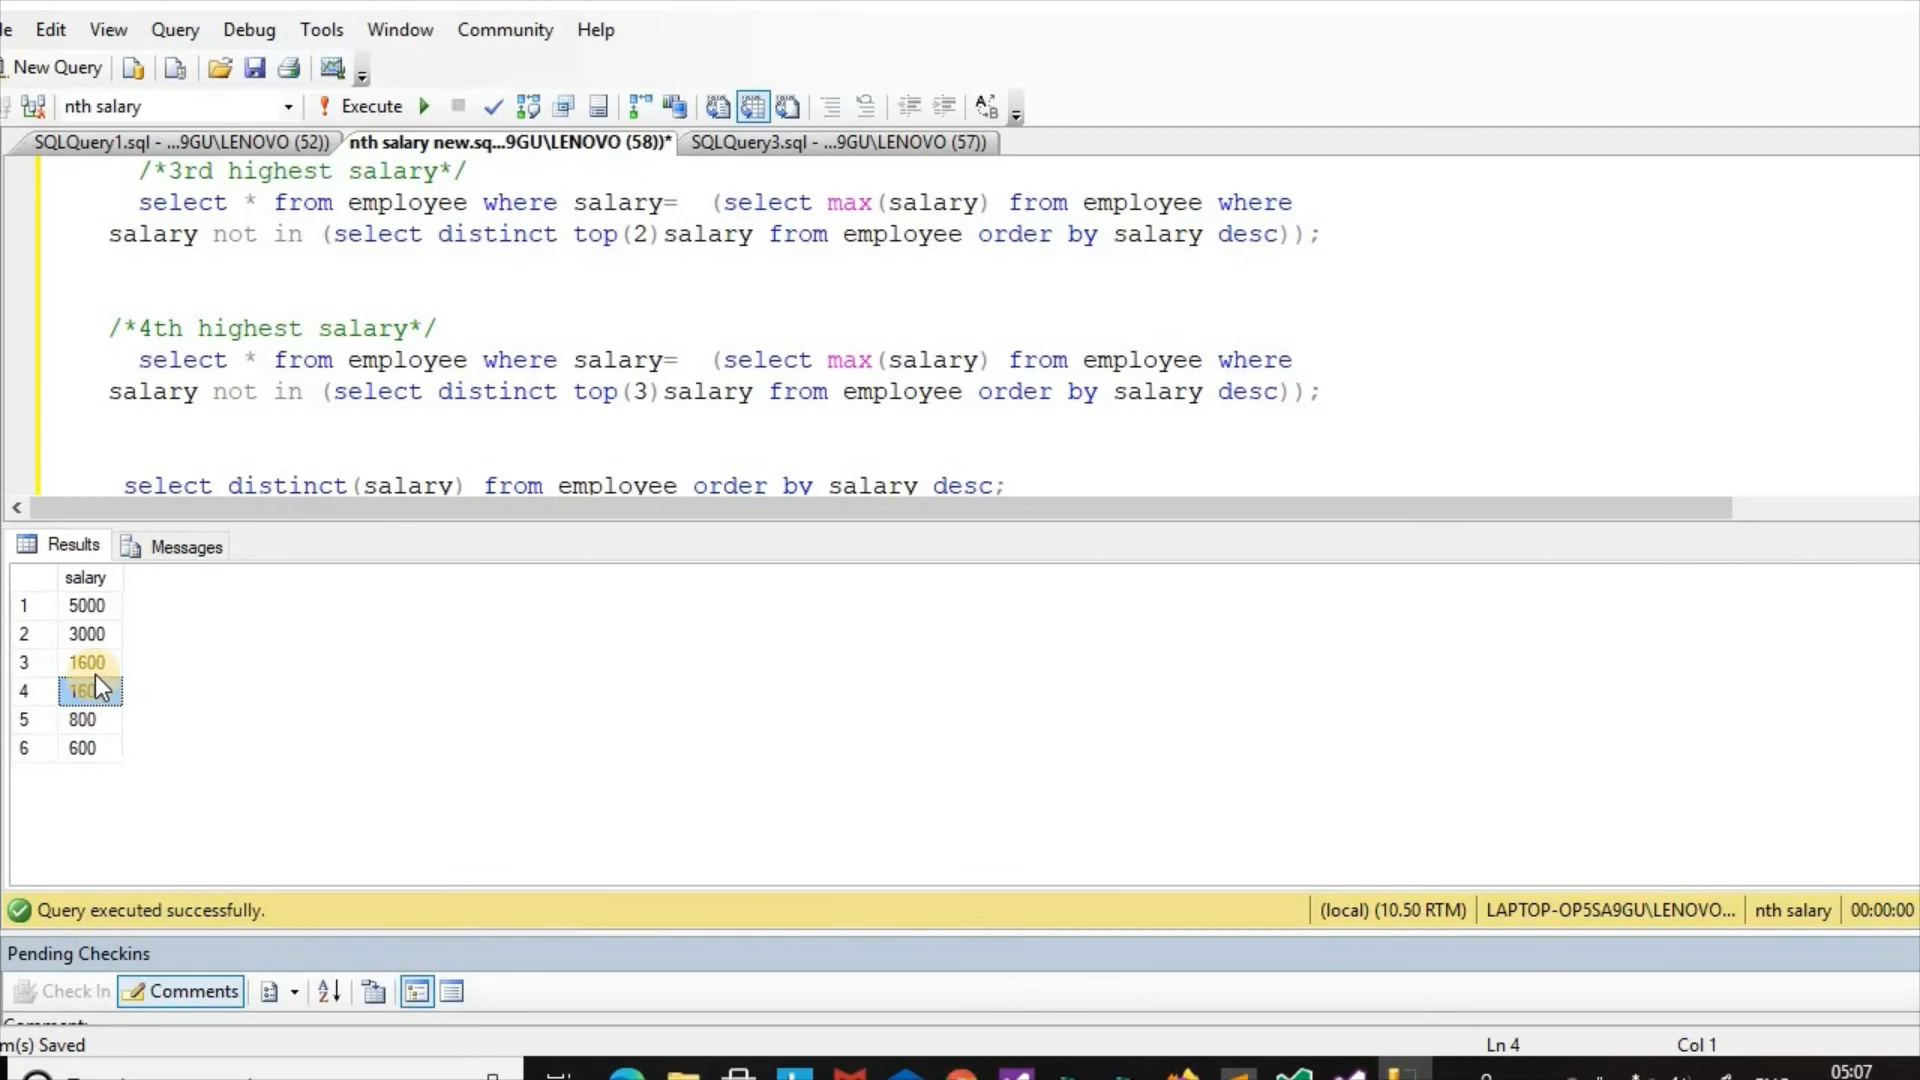 Edit View Query Debug Tools Window Community Help
New Query
nth salary Execute
SQLQuery1.sql - ...9GU\LENOVO (52)) nth salary new.sq...9GU\LENOVO (58))* SQLQuery3.sql - ...9GU\LENOVO (57))
/*3rd highest salary*/
select * from employee where salary= (select max(salary) from employee where
salary not in (select distinct top(2)salary from employee order by salary desc));
/*4th highest salary*/
select * from employee where salary= (select max(salary) from employee where
salary not in (select distinct top(3)salary from employee order by salary desc));
select distinct(salary) from employee order by salary desc;
Results Messages
salary
1 5000
2 3000
3 1600
4
5 800
6 600
Query executed successfully. (local) (10.50 RTM) LAPTOP-OP5SA9GU\LENOVO... nth salary 00:00:00
Pending Checkins
Check In Comments
m(s) Saved Ln 4 Col 1
05:07